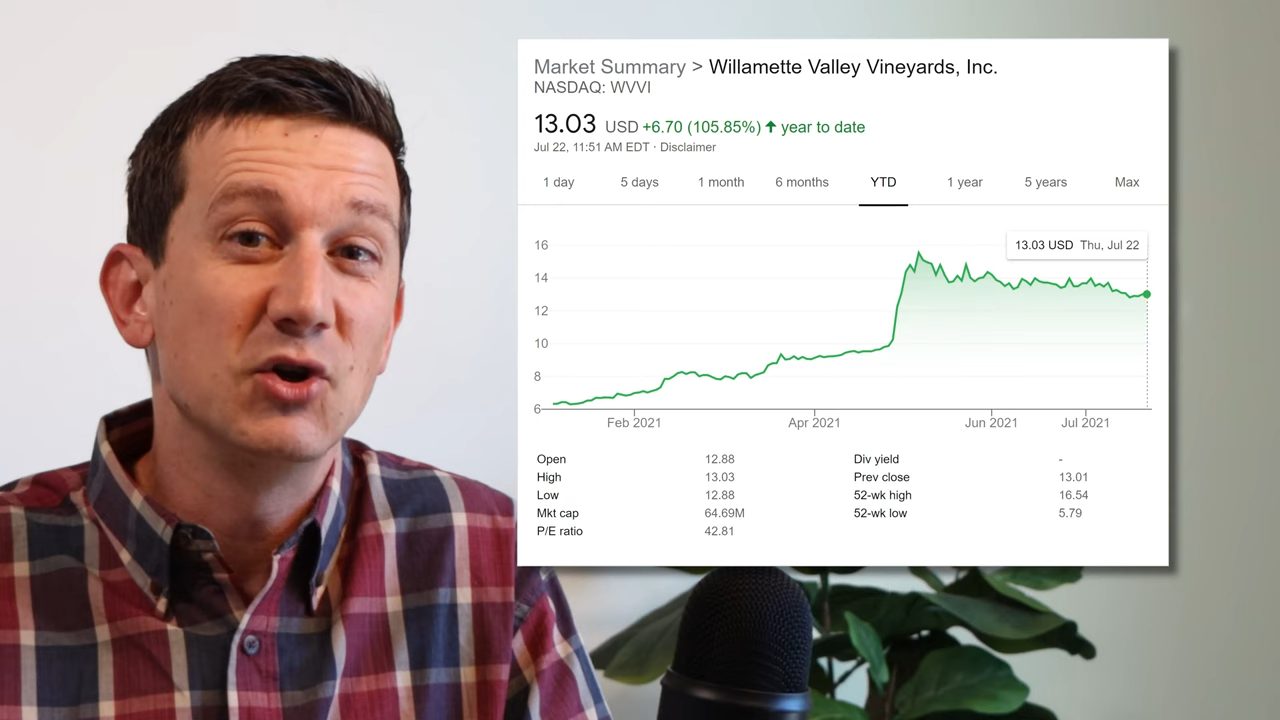 Market Summary > Willamette Valley Vineyards, Inc.
NASDAQ: WVVI
13.03 USD +6.70 (105.85%) ↑ year to date
Jul 22, 11:51 AM EDT · Disclaimer
1 day 5 days 1 month 6 months YTD 1 year 5 years Max
13.03 USD Thu, Jul 22
16
14
12
10
8
6
Feb 2021 Apr 2021 Jun 2021 Jul 2021
Open 12.88 Div yield -
High 13.03 Prev close 13.01
Low 12.88 52-wk high 16.54
Mkt cap 64.69M 52-wk low 5.79
P/E ratio 42.81